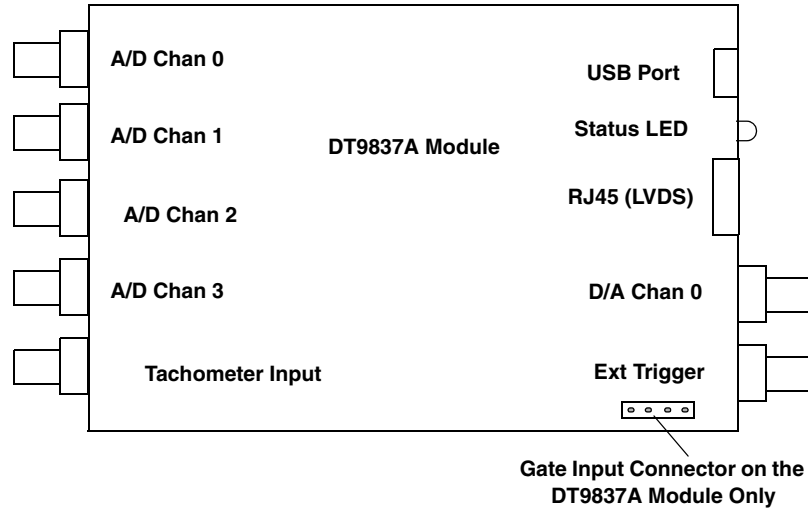 A/D Chan 0
USB Port
A/D Chan 1
DT9837A Module
Status LED
A/D Chan 2
RJ45 (LVDS)
A/D Chan 3
D/A Chan 0
Tachometer Input
Ext Trigger
Gate Input Connector on the
DT9837A Module Only